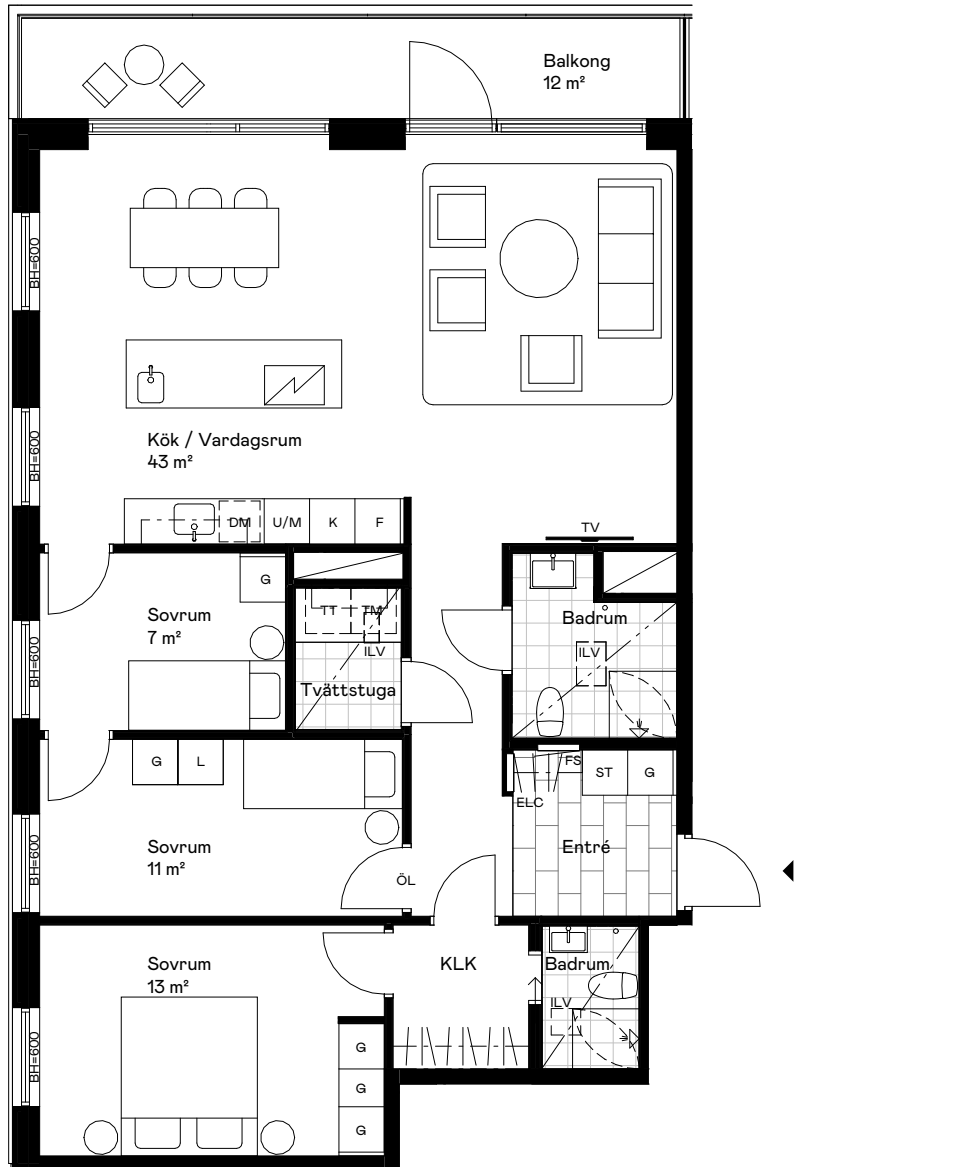 Balkong
12 m²
BH=600
BH=600
Kök / Vardagsrum
43 m²
DM
U/M
K
F
TV
G
Sovrum
7 m²
BH=600
TT
TM
ILV
Tvättstuga
Badrum
ILV
G
L
FS
ST
G
ELC
Sovrum
11 m²
BH=600
Entré
ÖL
Sovrum
13 m²
KLK
Badrum
ILV
BH=600
G
G
G